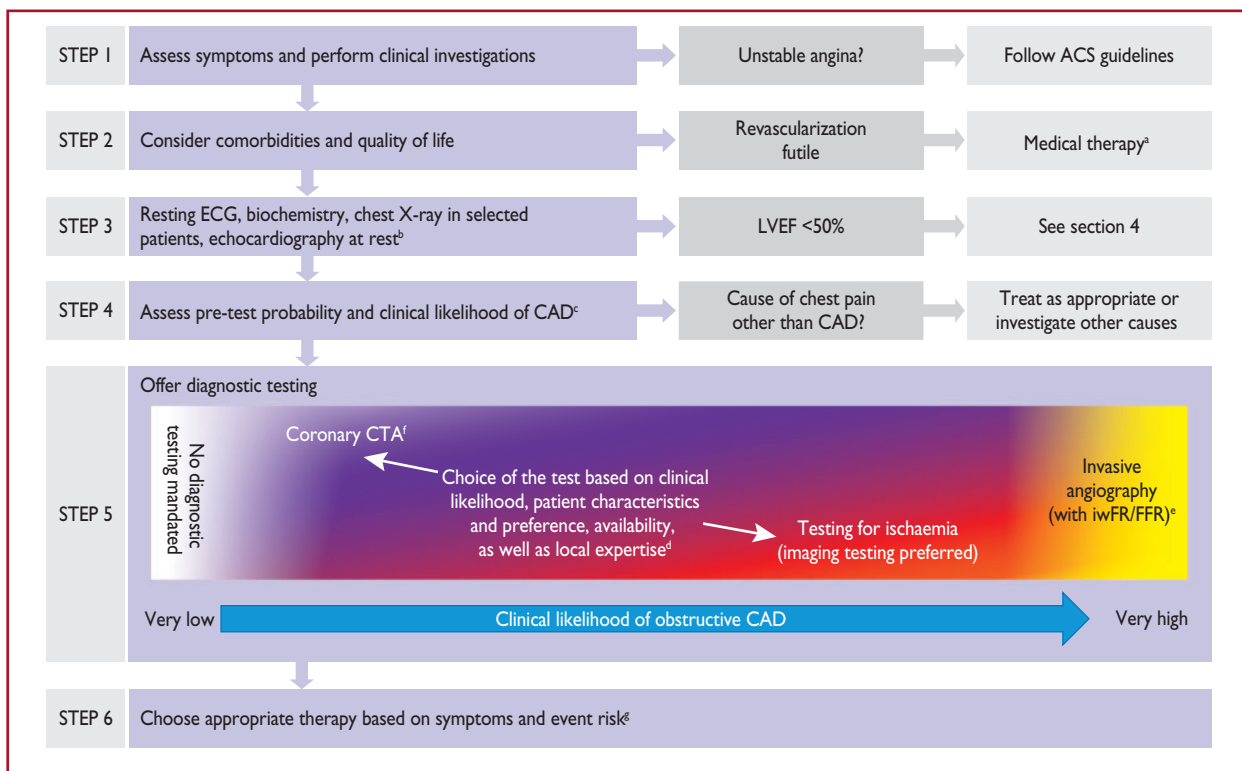 STEP 1
Assess symptoms and perform clinical investigations
Unstable angina?
Follow ACS guidelines
STEP 2
Consider comorbidities and quality of life
Revascularization
futile
Medical therapyᵃ
STEP 3
Resting ECG, biochemistry, chest X-ray in selected
patients, echocardiography at restᵇ
LVEF <50%
See section 4
STEP 4
Assess pre-test probability and clinical likelihood of CADᶜ
Cause of chest pain
other than CAD?
Treat as appropriate or
investigate other causes
STEP 5
Offer diagnostic testing
No diagnostic
testing mandated
Coronary CTAᶠ
Choice of the test based on clinical
likelihood, patient characteristics
and preference, availability,
as well as local expertiseᵈ
Testing for ischaemia
(imaging testing preferred)
Invasive
angiography
(with iwFR/FFR)ᵉ
Very low
Clinical likelihood of obstructive CAD
Very high
STEP 6
Choose appropriate therapy based on symptoms and event riskᵍ